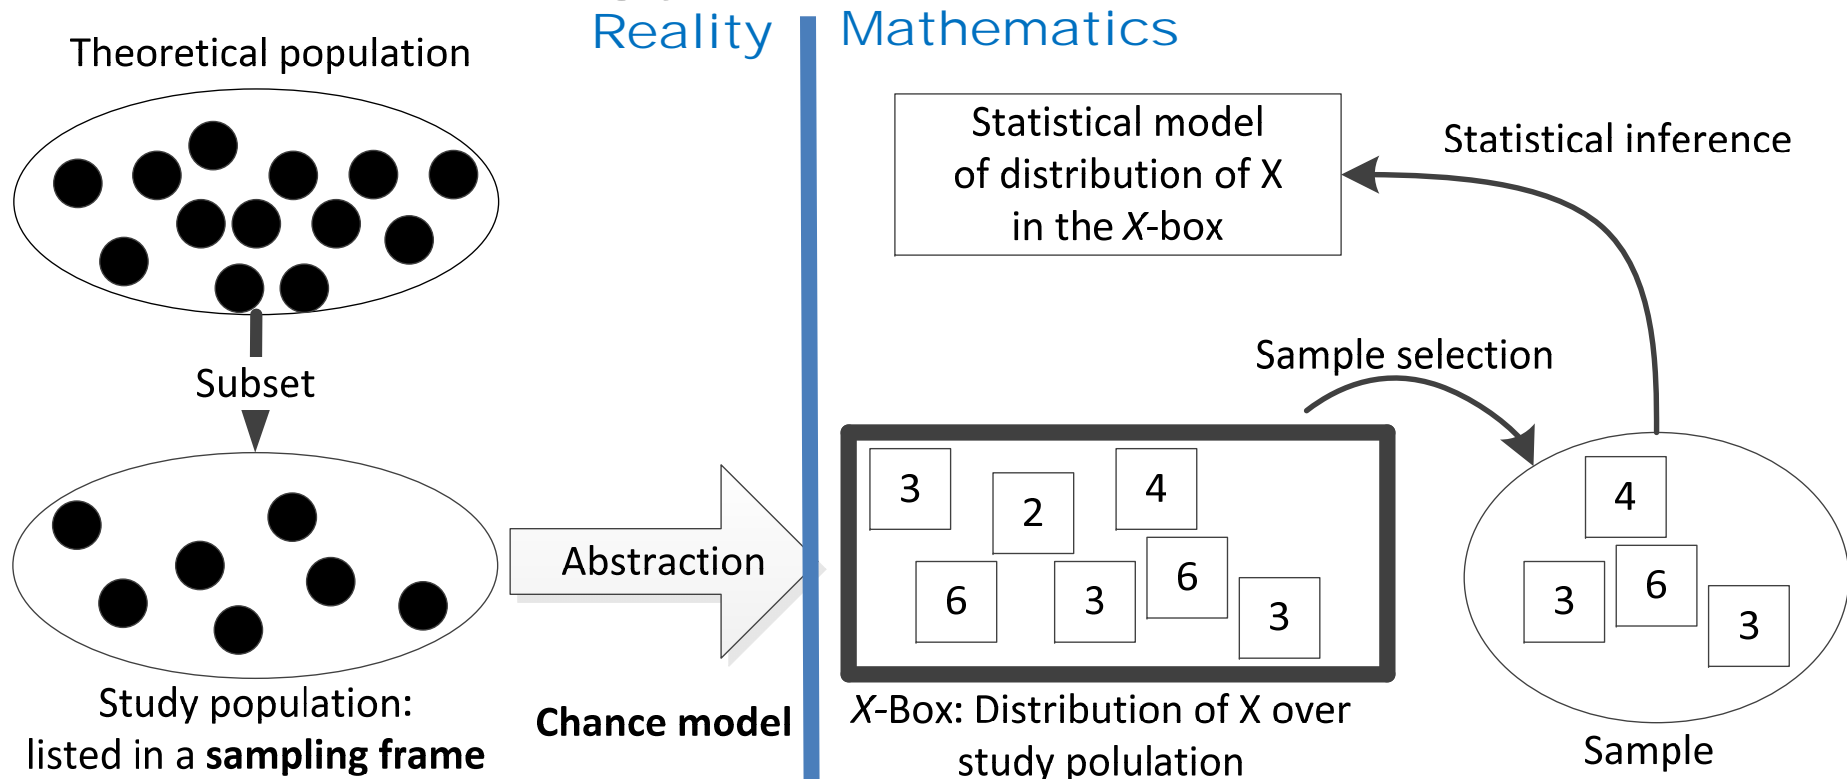 Reality
Mathematics
Theoretical population
Subset
Study population:
listed in a sampling frame
Abstraction
Chance model
Statistical model
of distribution of X
in the X-box
Statistical inference
Sample selection
3
2
4
6
3
6
3
X-Box: Distribution of X over
study polulation
4
3
6
3
Sample